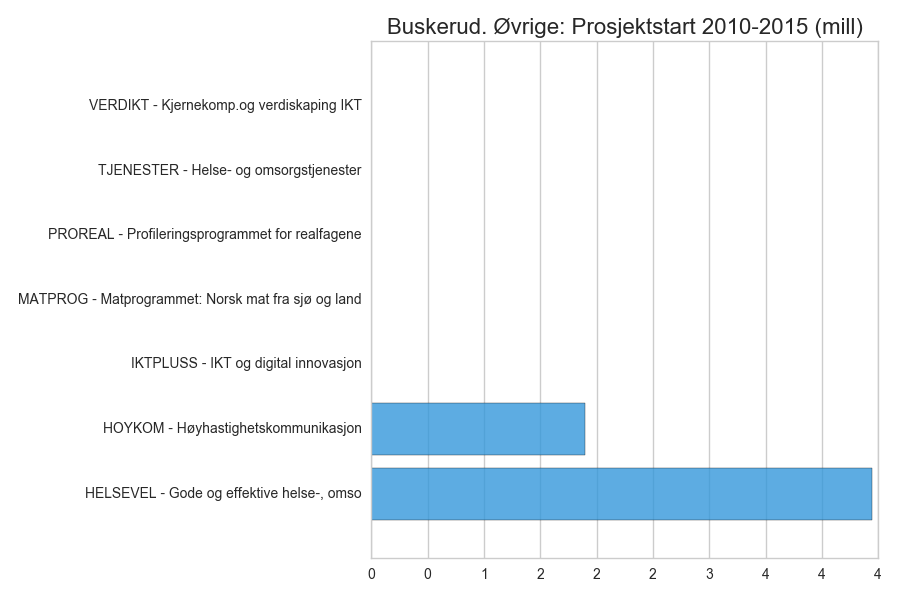 Buskerud. Øvrige: Prosjektstart 2010-2015 (mill)
VERDIKT - Kjernekomp.og verdiskaping IKT
TJENESTER - Helse- og omsorgstjenester
PROREAL - Profileringsprogrammet for realfagene
MATPROG - Matprogrammet: Norsk mat fra sjø og land
IKTPLUSS - IKT og digital innovasjon
HOYKOM - Høyhastighetskommunikasjon
HELSEVEL - Gode og effektive helse-, omso
0 0 1 2 2 2 3 4 4 4